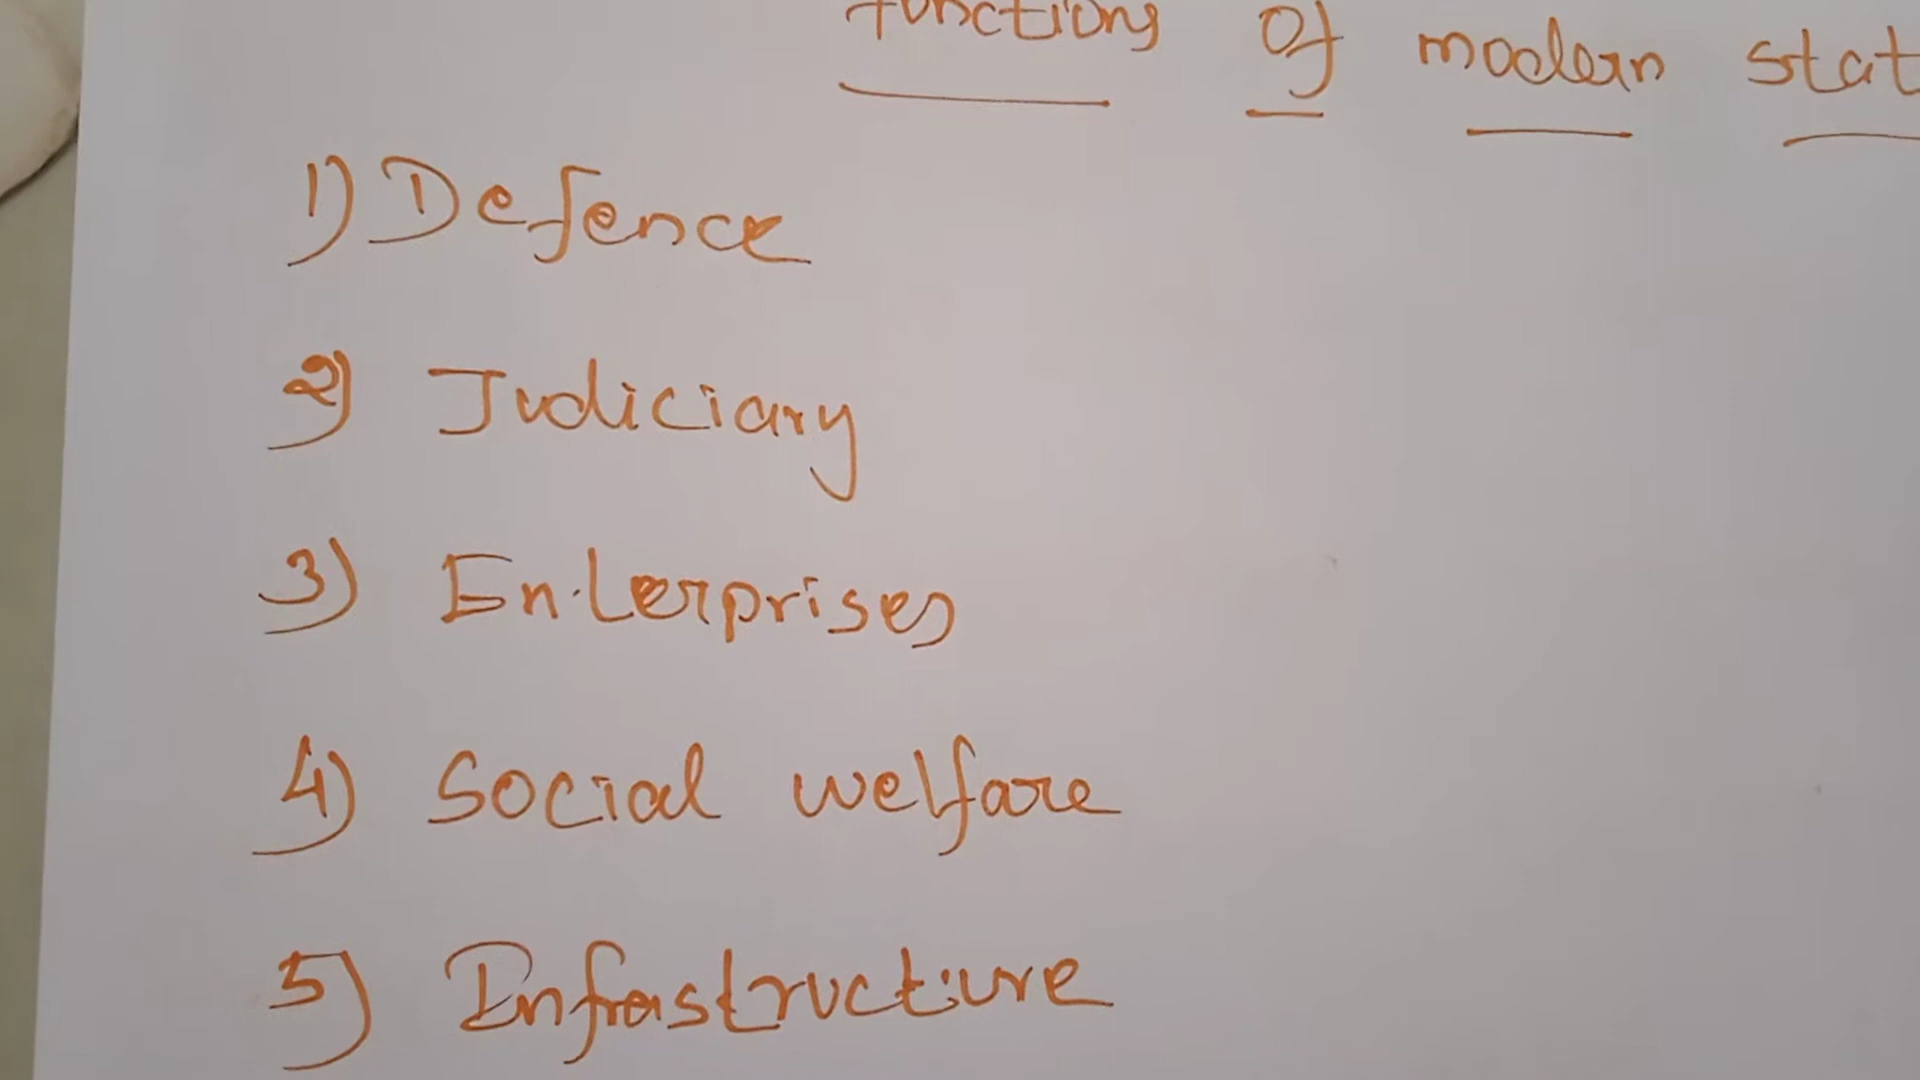 functions of modern stat
1) Defence
2) Judiciary
3) Enterprises
4) Social welfare
5) Infrastructure